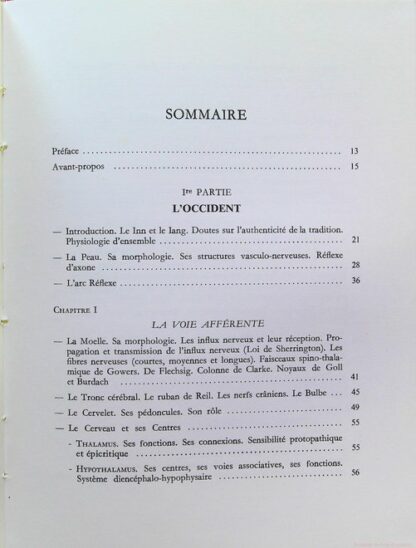 SOMMAIRE
Préface 13
Avant-propos 15
Ire PARTIE
L'OCCIDENT
— Introduction. Le Inn et le Iang. Doutes sur l'authenticité de la tradition.
Physiologie d'ensemble 21
— La Peau. Sa morphologie. Ses structures vasculo-nerveuses. Réflexe
d'axone 28
— L'arc Réflexe 36
CHAPITRE I
LA VOIE AFFÉRENTE
— La Moelle. Sa morphologie. Les influx nerveux et leur réception. Pro-
pagation et transmission de l'influx nerveux (Loi de Sherrington). Les
fibres nerveuses (courtes, moyennes et longues). Faisceaux spino-thala-
mique de Gowers. De Flechsig. Colonne de Clarke. Noyaux de Goll
et Burdach 41
— Le Tronc cérébral. Le ruban de Reil. Les nerfs crâniens. Le Bulbe 45
— Le Cervelet. Ses pédoncules. Son rôle 49
— Le Cerveau et ses Centres 55
- THALAMUS. Ses fonctions. Ses connexions. Sensibilité protopathique
et épicritique 55
- HYPOTHALAMUS. Ses centres, ses voies associatives, ses fonctions.
Système diencéphalo-hypophysaire 56